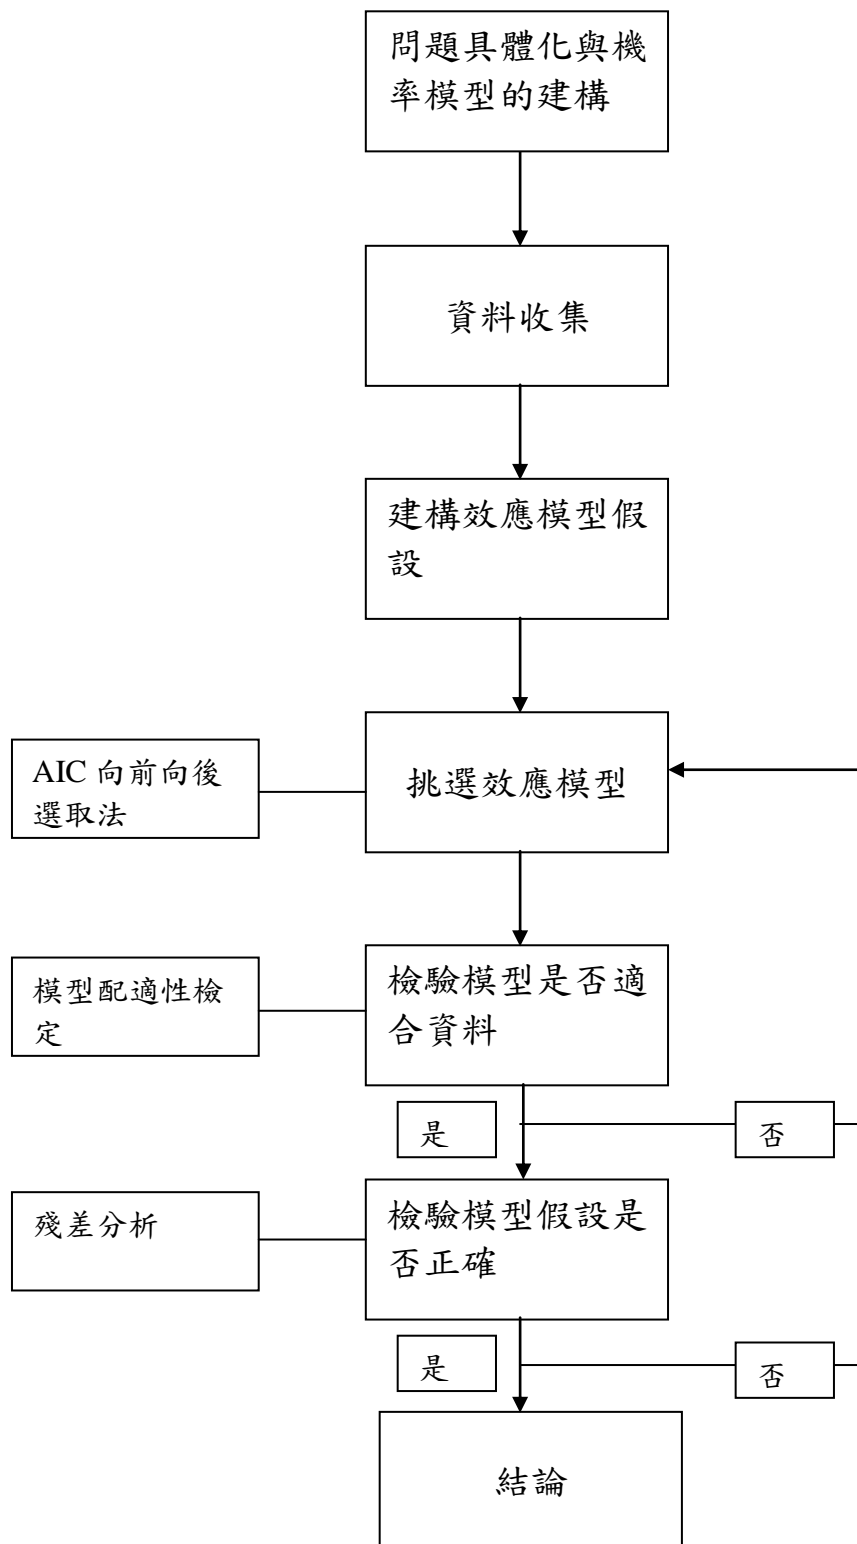 問題具體化與機
率模型的建構
資料收集
建構效應模型假
設
AIC 向前向後
選取法
挑選效應模型
模型配適性檢
定
檢驗模型是否適
合資料
是
否
殘差分析
檢驗模型假設是
否正確
是
否
結論